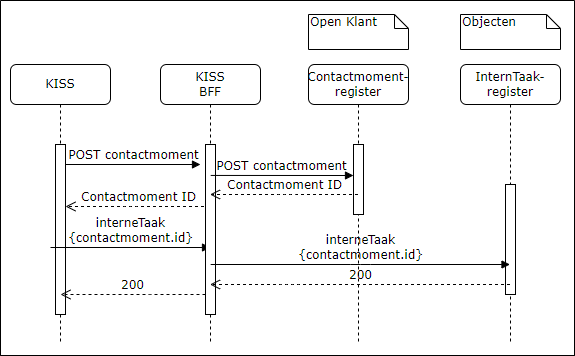 Open Klant
Objecten
KISS
KISS
BFF
Contactmoment-
register
InternTaak-
register
POST contactmoment
POST contactmoment
Contactmoment ID
Contactmoment ID
interneTaak
{contactmoment.id}
interneTaak
{contactmoment.id}
200
200